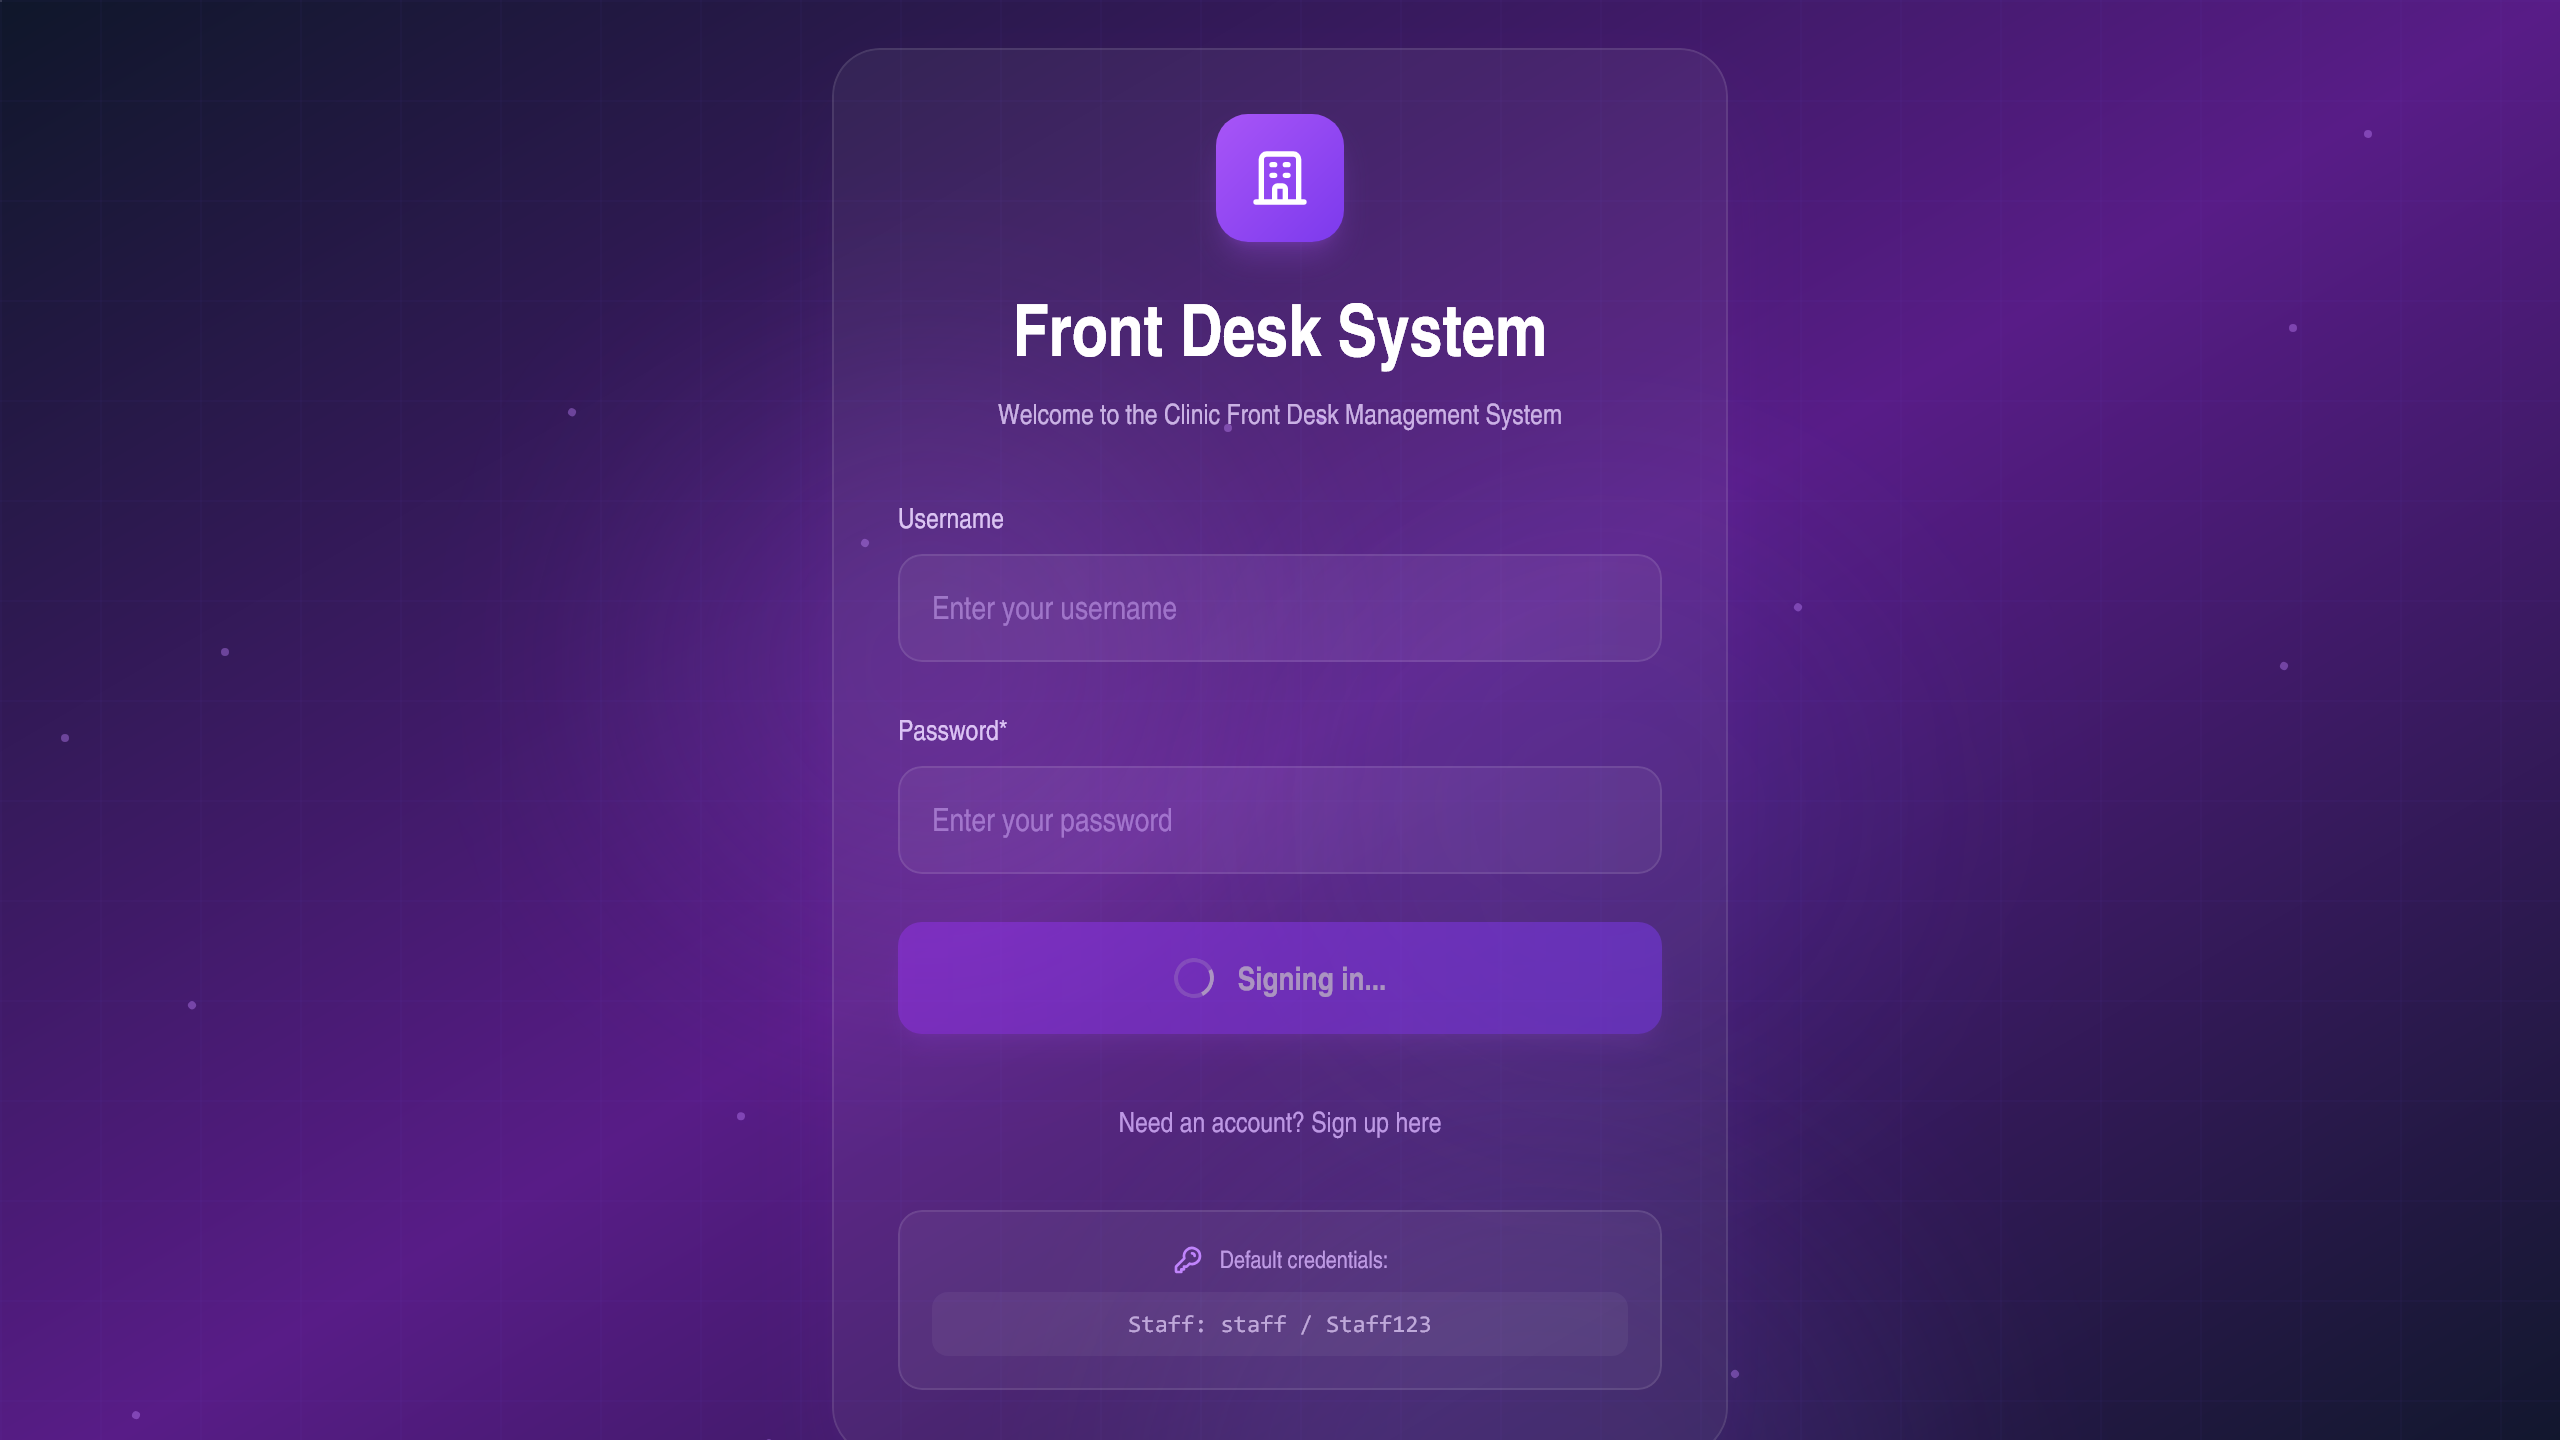 Front Desk System
Welcome to the Clinic Front Desk Management System
Username
Enter your username
Password*
Enter your password
Signing in...
Need an account? Sign up here
Default credentials:
Staff: staff / Staff123